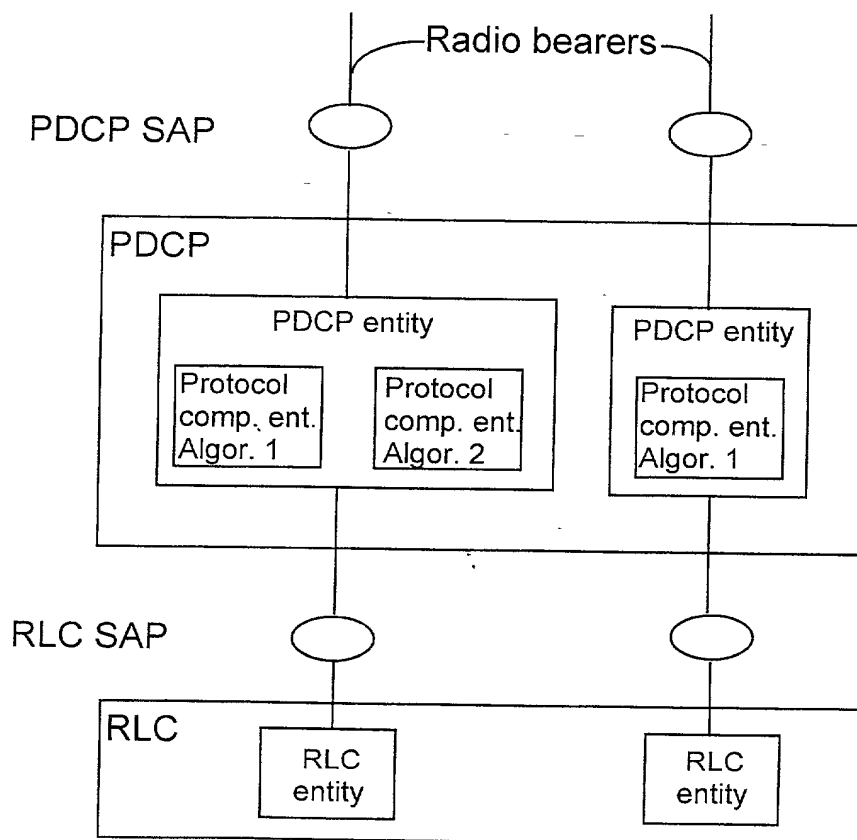 Radio bearers
PDCP SAP
PDCP
PDCP entity
Protocol
comp. ent.
Algor. 1
Protocol
comp. ent.
Algor. 2
PDCP entity
Protocol
comp. ent.
Algor. 1
RLC SAP
RLC
RLC
entity
RLC
entity